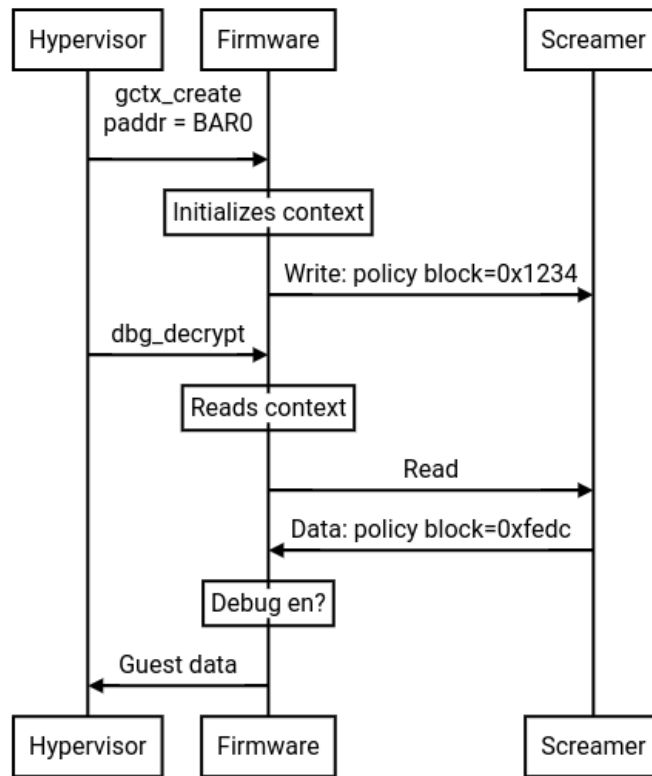 Hypervisor
Firmware
Screamer
gctx_create
paddr = BAR0
Initializes context
Write: policy block=0x1234
dbg_decrypt
Reads context
Read
Data: policy block=0xfedc
Debug en?
Guest data
Hypervisor
Firmware
Screamer